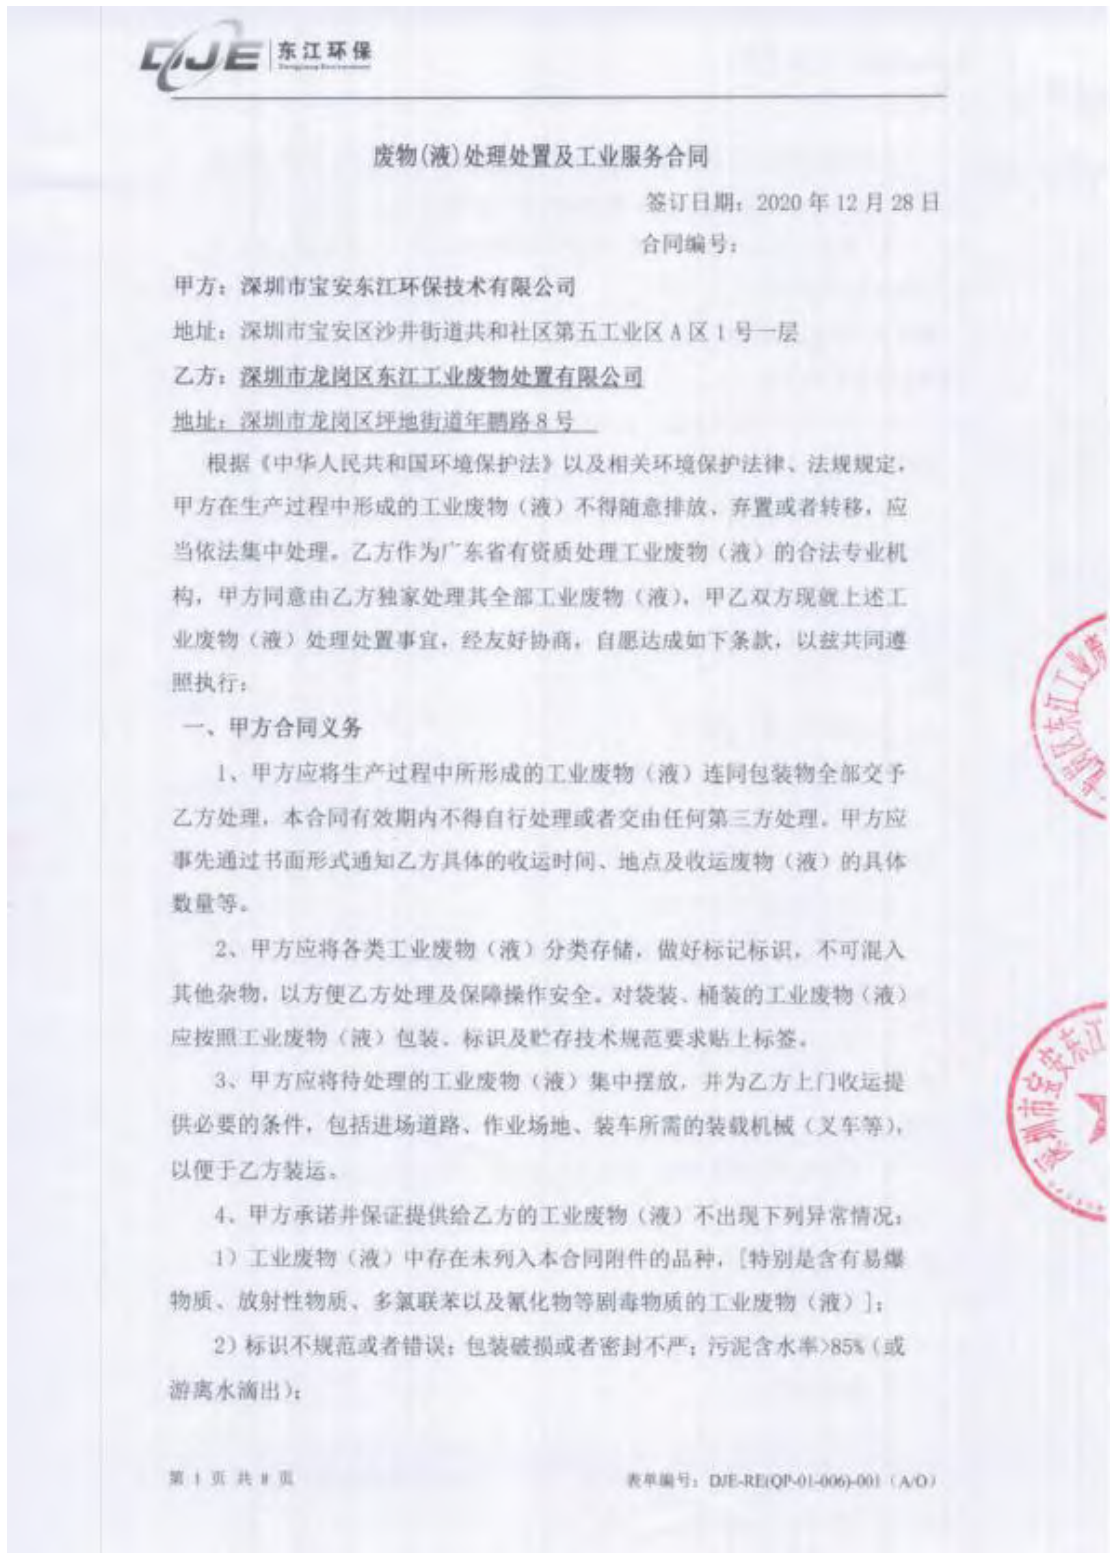 DJE 东江环保
Dongjiang Environment
废物(液)处理处置及工业服务合同
签订日期：2020 年 12 月 28 日
合同编号：
甲方：深圳市宝安东江环保技术有限公司
地址：深圳市宝安区沙井街道共和社区第五工业区 A 区 1 号一层
乙方：深圳市龙岗区东江工业废物处置有限公司
地址：深圳市龙岗区坪地街道年鹏路 8 号
根据《中华人民共和国环境保护法》以及相关环境保护法律、法规规定，
甲方在生产过程中形成的工业废物（液）不得随意排放、弃置或者转移，应
当依法集中处理。乙方作为广东省有资质处理工业废物（液）的合法专业机
构，甲方同意由乙方独家处理其全部工业废物（液），甲乙双方现就上述工
业废物（液）处理处置事宜，经友好协商，自愿达成如下条款，以兹共同遵
照执行：
一、甲方合同义务
1、甲方应将生产过程中所形成的工业废物（液）连同包装物全部交予
乙方处理，本合同有效期内不得自行处理或者交由任何第三方处理。甲方应
事先通过书面形式通知乙方具体的收运时间、地点及收运废物（液）的具体
数量等。
2、甲方应将各类工业废物（液）分类存储，做好标记标识，不可混入
其他杂物，以方便乙方处理及保障操作安全。对袋装、桶装的工业废物（液）
应按照工业废物（液）包装、标识及贮存技术规范要求贴上标签。
3、甲方应将待处理的工业废物（液）集中摆放，并为乙方上门收运提
供必要的条件，包括进场道路、作业场地、装车所需的装载机械（叉车等），
以便于乙方装运。
4、甲方承诺并保证提供给乙方的工业废物（液）不出现下列异常情况：
1）工业废物（液）中存在未列入本合同附件的品种，[特别是含有易爆
物质、放射性物质、多氯联苯以及氰化物等剧毒物质的工业废物（液）]；
2）标识不规范或者错误；包装破损或者密封不严；污泥含水率>85%（或
游离水滴出）；
龙岗区东江工业
深圳市宝安东江
第 1 页 共 8 页
表单编号：DJE-RE(QP-01-006)-001（A/O）